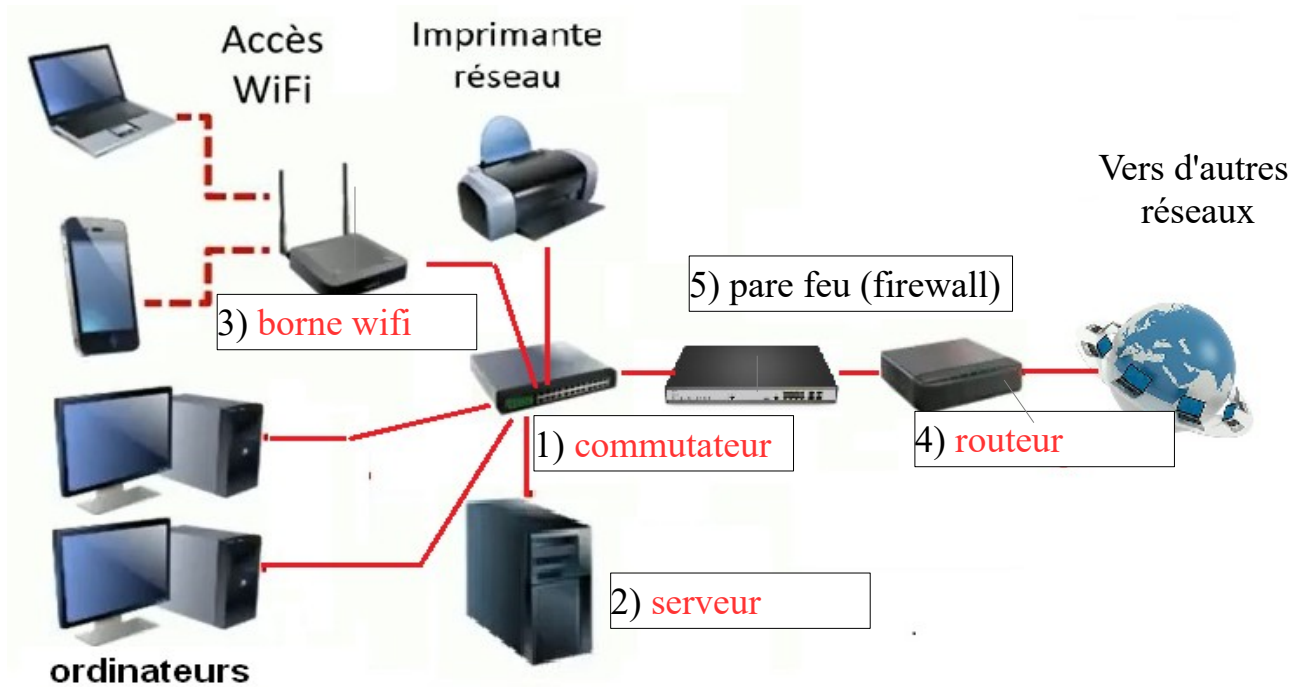 Accès
WiFi
Imprimante
réseau
Vers d'autres
réseaux
5) pare feu (firewall)
3) borne wifi
1) commutateur
4) routeur
2) serveur
ordinateurs